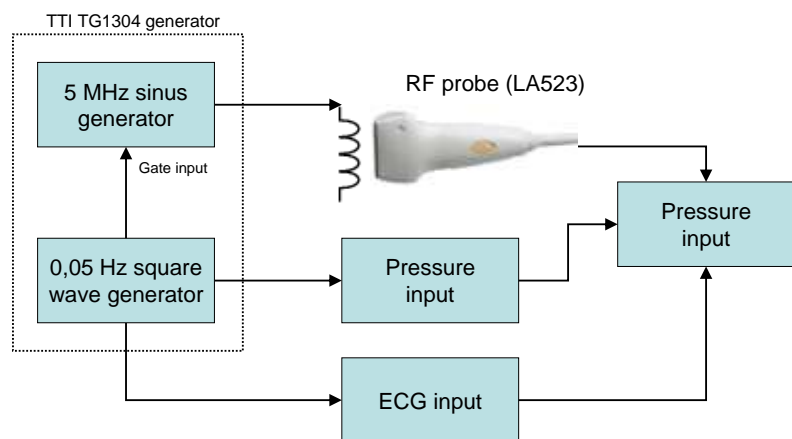 TTI TG1304 generator
5 MHz sinus
generator
RF probe (LA523)
Gate input
Pressure
input
0,05 Hz square
wave generator
Pressure
input
ECG input